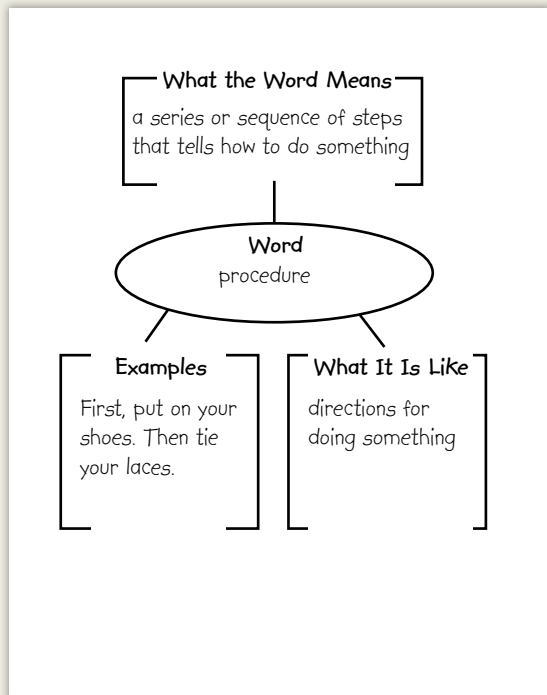 What the Word Means
a series or sequence of steps
that tells how to do something
Word
procedure
Examples
First, put on your
shoes. Then tie
your laces.
What It Is Like
directions for
doing something